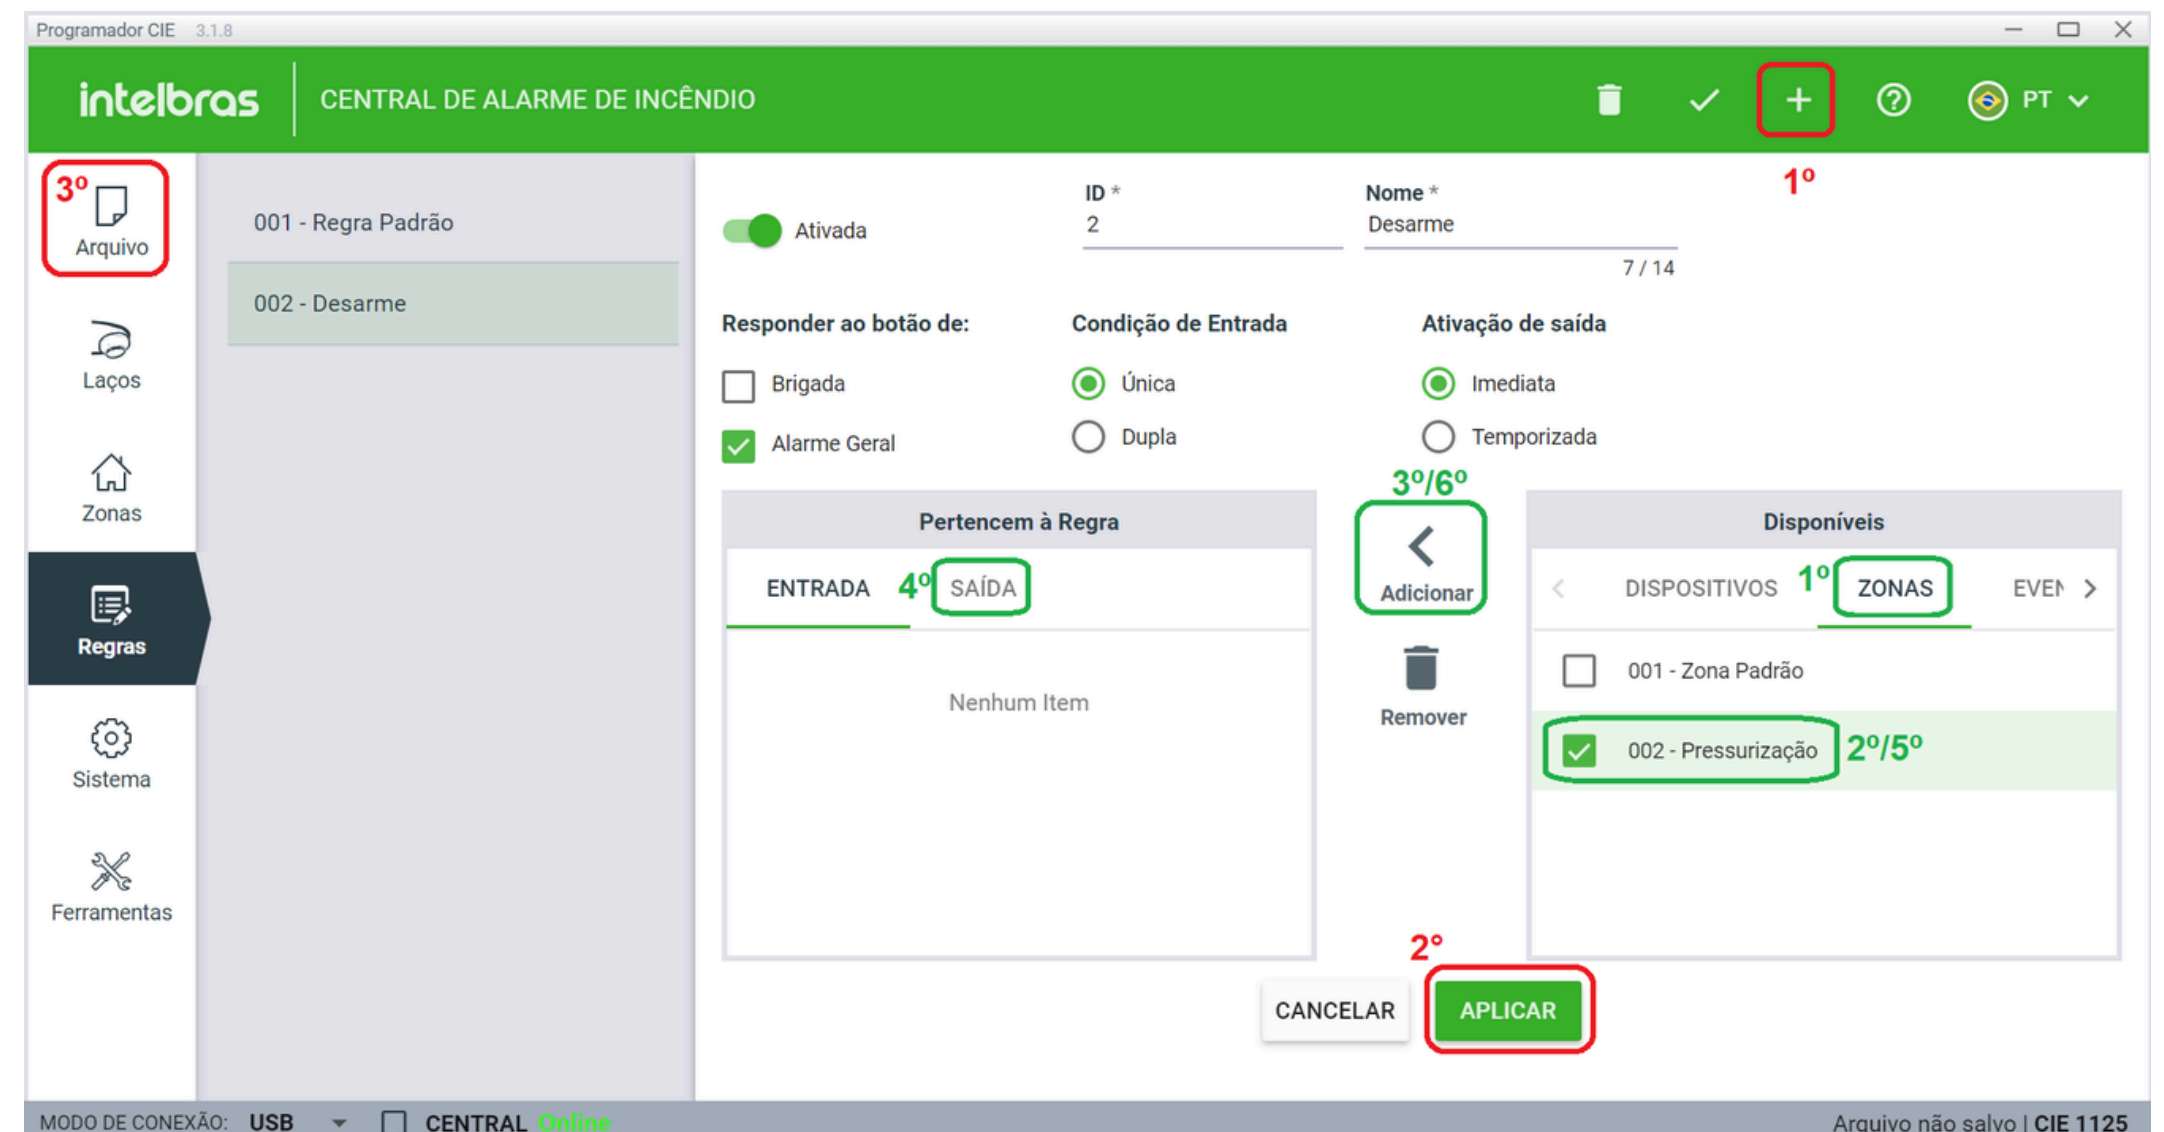 Programador CIE 3.1.8
intelbras CENTRAL DE ALARME DE INCÊNDIO PT
1º
3º
Arquivo
Laços
Zonas
Regras
Sistema
Ferramentas
001 - Regra Padrão
002 - Desarme
Ativada
ID *
2
Nome *
Desarme
7 / 14
Responder ao botão de:
Brigada
Alarme Geral
Condição de Entrada
Única
Dupla
Ativação de saída
Imediata
Temporizada
Pertencem à Regra
ENTRADA 4º SAÍDA
Nenhum Item
3º/6º
Adicionar
Remover
Disponíveis
DISPOSITIVOS 1º ZONAS EVEN
001 - Zona Padrão
002 - Pressurização 2º/5º
2°
CANCELAR APLICAR
MODO DE CONEXÃO: USB CENTRAL Online Arquivo não salvo | CIE 1125